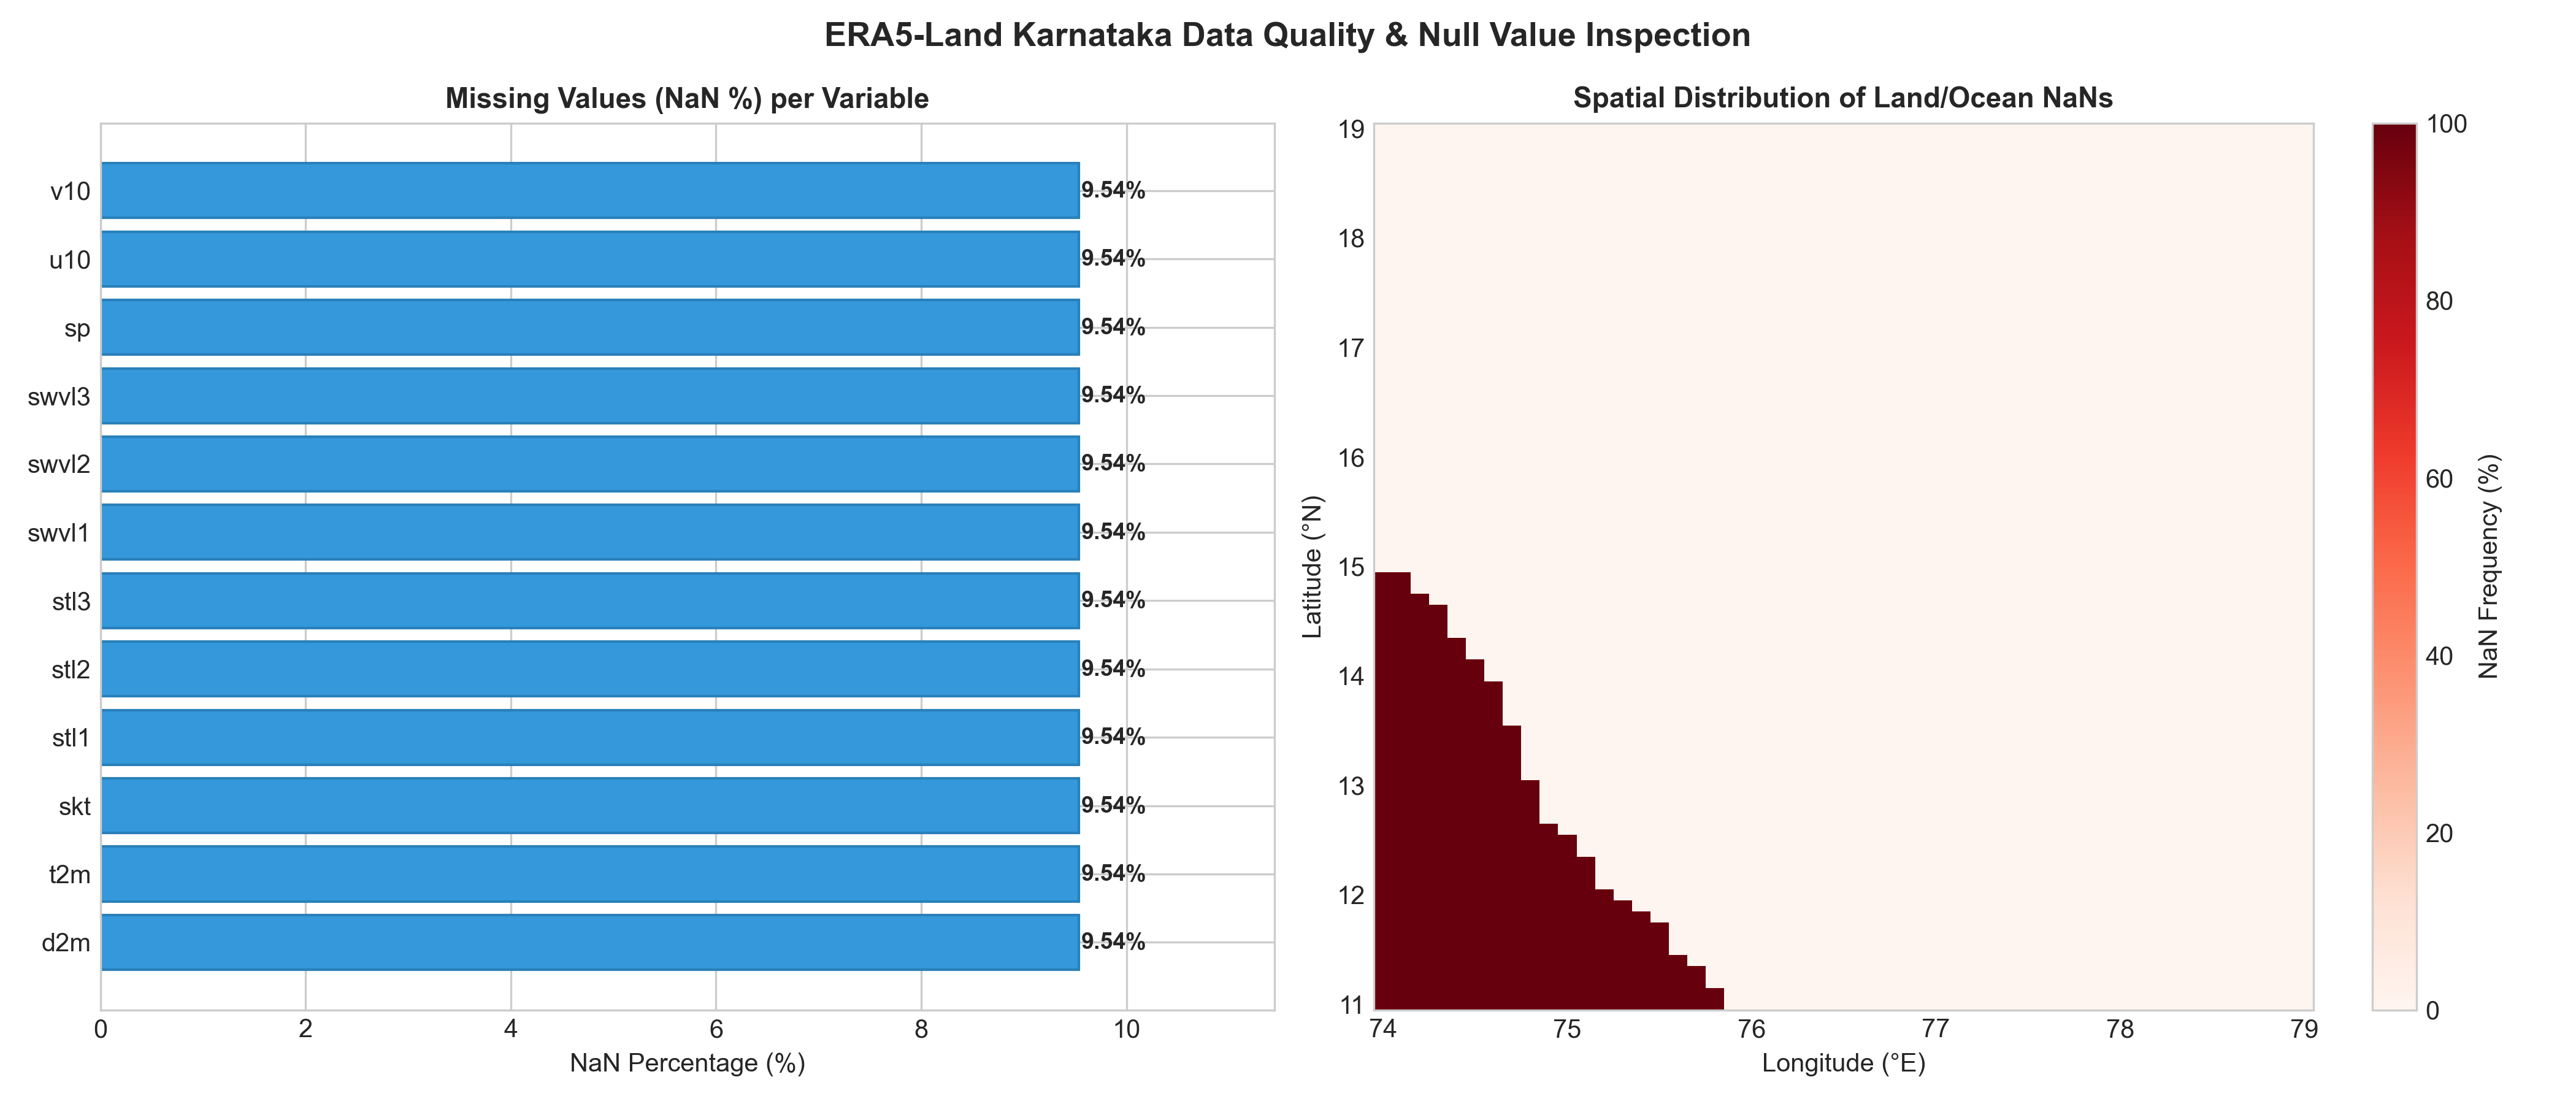 ERA5-Land Karnataka Data Quality & Null Value Inspection
Missing Values (NaN %) per Variable
v10 9.54%
u10 9.54%
sp 9.54%
swvl3 9.54%
swvl2 9.54%
swvl1 9.54%
stl3 9.54%
stl2 9.54%
stl1 9.54%
skt 9.54%
t2m 9.54%
d2m 9.54%
0 2 4 6 8 10
NaN Percentage (%)
Spatial Distribution of Land/Ocean NaNs
Latitude (°N)
19
18
17
16
15
14
13
12
11
74 75 76 77 78 79
Longitude (°E)
100
80
60
40
20
0
NaN Frequency (%)